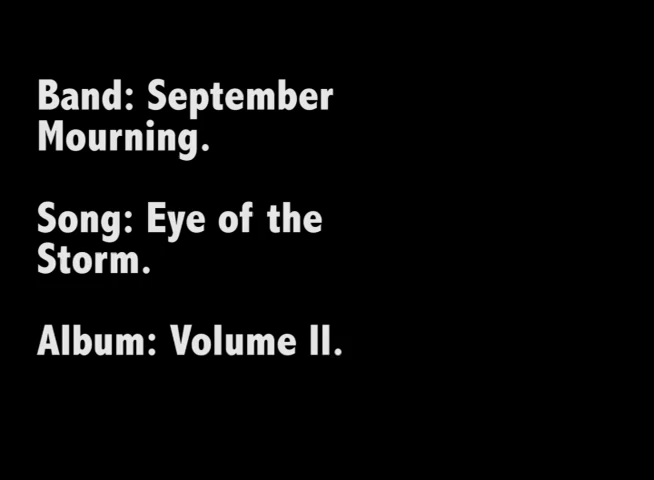 Band: September
Mourning.
Song: Eye of the
Storm.
Album: Volume II.